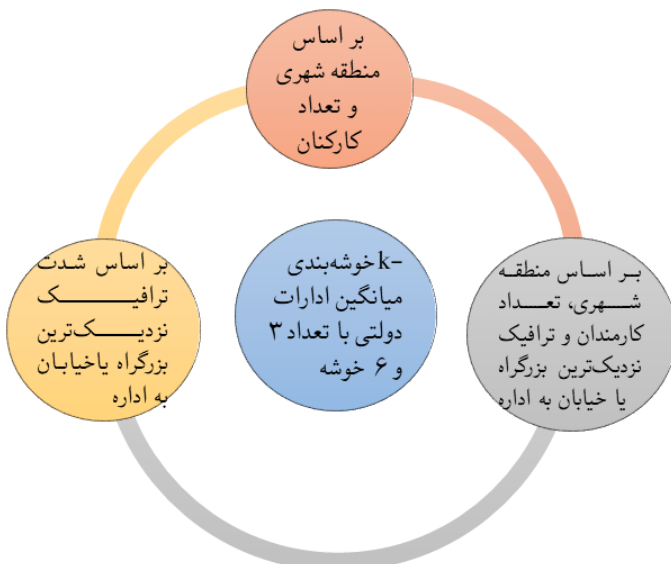 بر اساس
منطقه شهری
و تعداد
کارکنان
بر اساس منطقه
شهری، تعداد
کارمندان و ترافیک
نزدیک‌ترین بزرگراه
یا خیابان به اداره
k-خوشه‌بندی
میانگین ادارات
دولتی با تعداد ۳
و ۶ خوشه
بر اساس شدت
ترافیک
نزدیک‌ترین
بزرگراه یاخیابان
به اداره